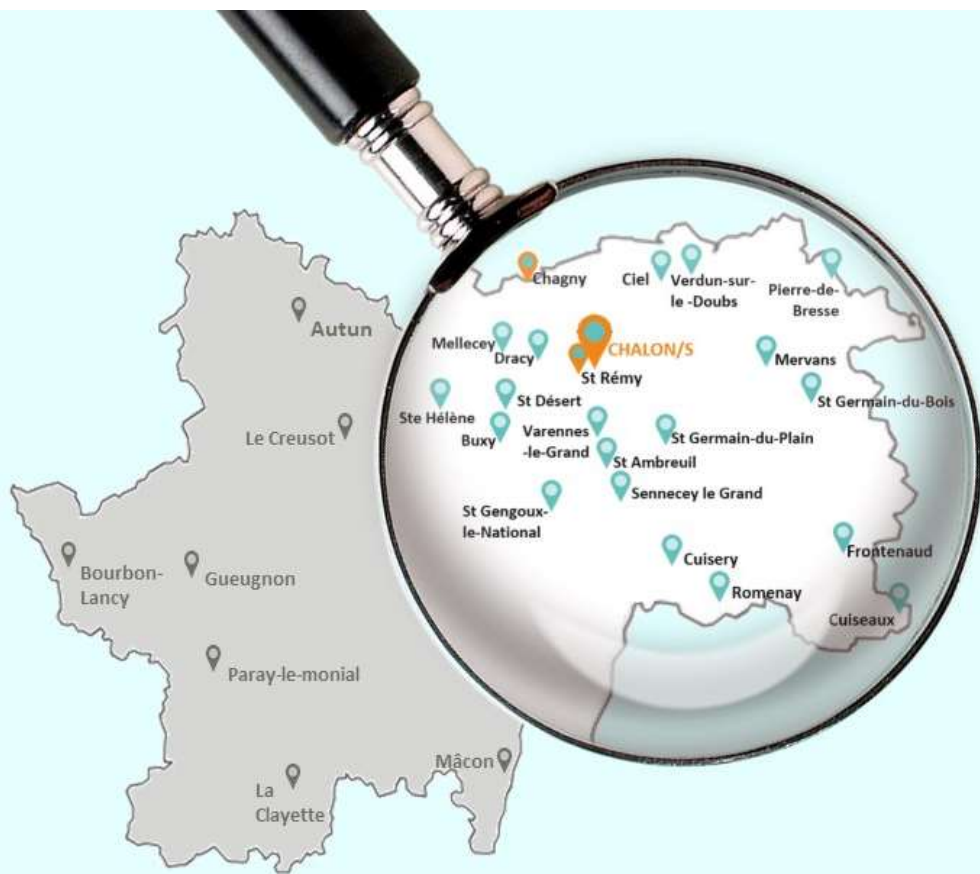 Chagny
Ciel
Verdun-sur-
le -Doubs
Pierre-de-
Bresse
Autun
Mellecey
Dracy
CHALON/S
St Rémy
Mervans
Ste Hélène
St Désert
St Germain-du-Bois
Le Creusot
Buxy
Varennes
-le-Grand
St Germain-du-Plain
St Ambreuil
Sennecey le Grand
St Gengoux-
le-National
Bourbon-
Lancy
Gueugnon
Cuisery
Frontenaud
Romenay
Cuiseaux
Paray-le-monial
Mâcon
La
Clayette